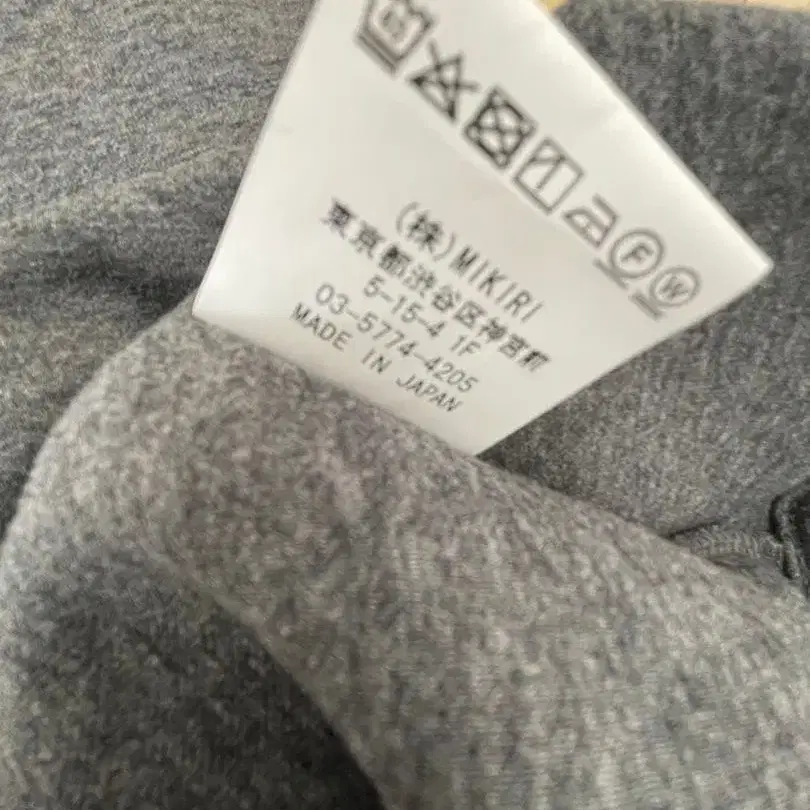 F W
(株)MIKIRI
東京都渋谷区神宮前
5-15-4 1F
03-5774-4205
MADE IN JAPAN